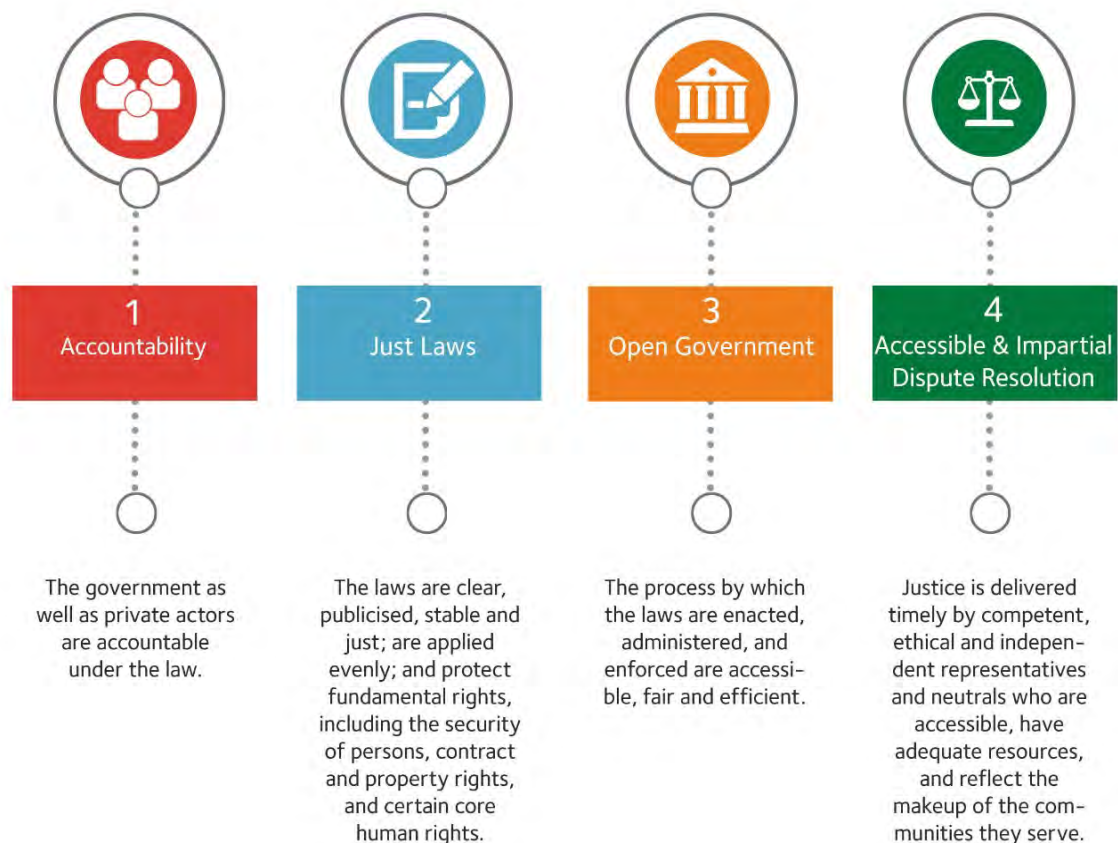 1
Accountability
The government as
well as private actors
are accountable
under the law.
2
Just Laws
The laws are clear,
publicised, stable and
just; are applied
evenly; and protect
fundamental rights,
including the security
of persons, contract
and property rights,
and certain core
human rights.
3
Open Government
The process by which
the laws are enacted,
administered, and
enforced are accessi-
ble, fair and efficient.
4
Accessible & Impartial
Dispute Resolution
Justice is delivered
timely by competent,
ethical and indepen-
dent representatives
and neutrals who are
accessible, have
adequate resources,
and reflect the
makeup of the com-
munities they serve.